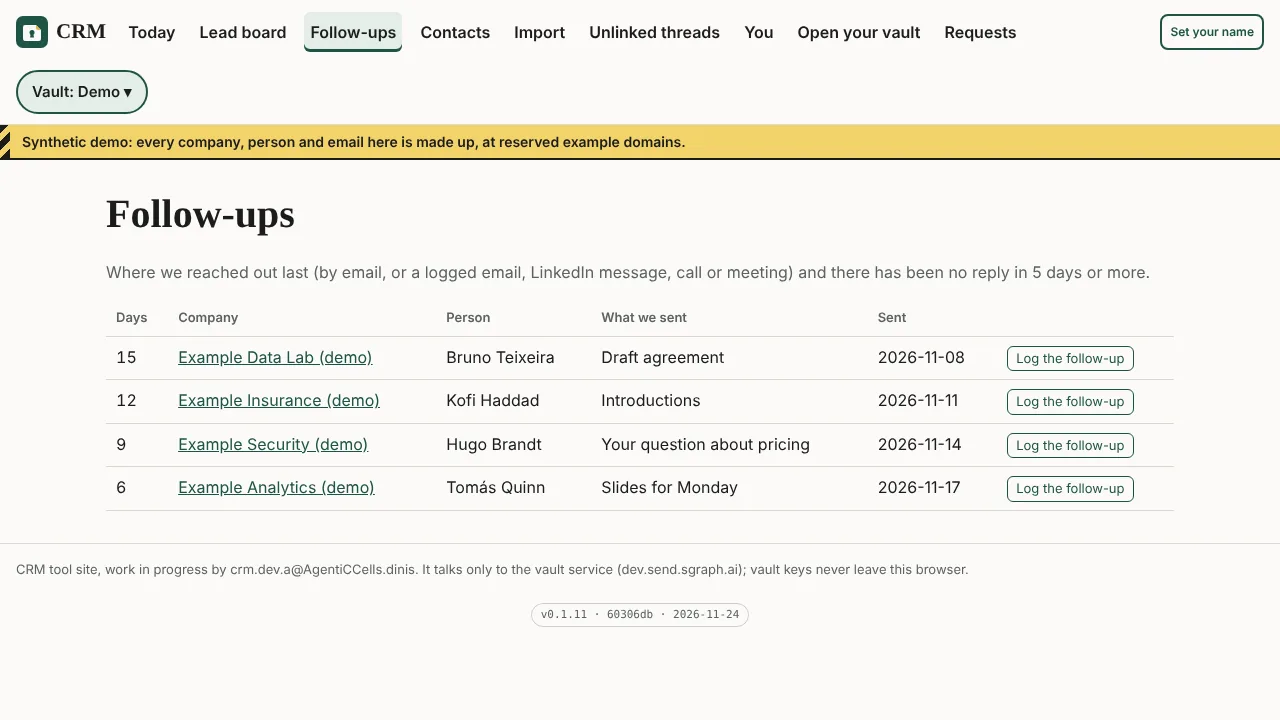 CRM Today Lead board Follow-ups Contacts Import Unlinked threads You Open your vault Requests Set your name
Vault: Demo ▾
Synthetic demo: every company, person and email here is made up, at reserved example domains.
Follow-ups
Where we reached out last (by email, or a logged email, LinkedIn message, call or meeting) and there has been no reply in 5 days or more.
Days Company Person What we sent Sent
15 Example Data Lab (demo) Bruno Teixeira Draft agreement 2026-11-08 Log the follow-up
12 Example Insurance (demo) Kofi Haddad Introductions 2026-11-11 Log the follow-up
9 Example Security (demo) Hugo Brandt Your question about pricing 2026-11-14 Log the follow-up
6 Example Analytics (demo) Tomás Quinn Slides for Monday 2026-11-17 Log the follow-up
CRM tool site, work in progress by crm.dev.a@AgentiCCells.dinis. It talks only to the vault service (dev.send.sgraph.ai); vault keys never leave this browser.
v0.1.11 · 60306db · 2026-11-24